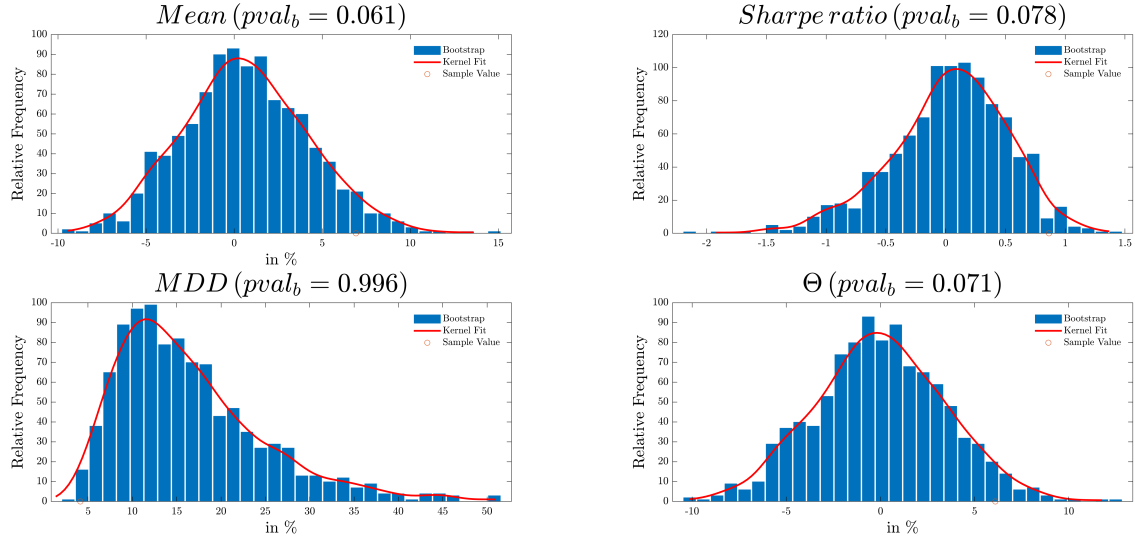 Mean (pval_b = 0.061)
Relative Frequency
100
90
80
70
60
50
40
30
20
10
0
Bootstrap
Kernel Fit
Sample Value
-10 -5 0 5 10 15
in %
Sharpe ratio (pval_b = 0.078)
Relative Frequency
120
100
80
60
40
20
0
Bootstrap
Kernel Fit
Sample Value
-2 -1.5 -1 -0.5 0 0.5 1 1.5
MDD (pval_b = 0.996)
Relative Frequency
100
90
80
70
60
50
40
30
20
10
0
Bootstrap
Kernel Fit
Sample Value
5 10 15 20 25 30 35 40 45 50
in %
Θ (pval_b = 0.071)
Relative Frequency
100
90
80
70
60
50
40
30
20
10
0
Bootstrap
Kernel Fit
Sample Value
-10 -5 0 5 10
in %